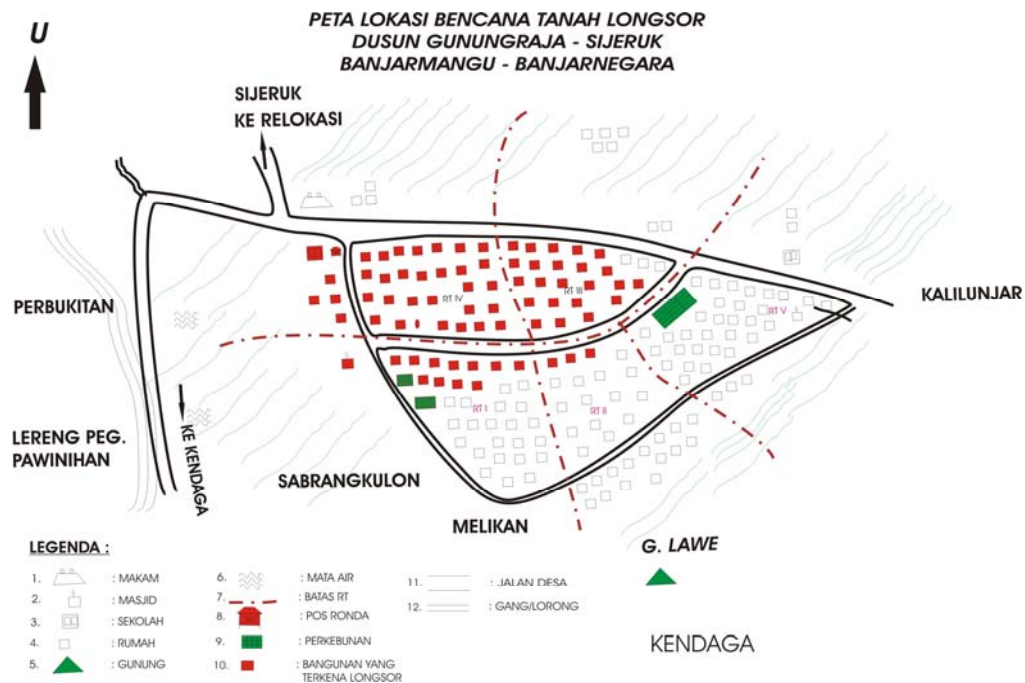 PETA LOKASI BENCANA TANAH LONGSOR
DUSUN GUNUNGRAJA - SIJERUK
BANJARMANGU - BANJARNEGARA
U
SIJERUK
KE RELOKASI
PERBUKITAN
KALILUNJAR
RT IV
RT III
RT V
RT I
RT II
LERENG PEG.
PAWINIHAN
KE KENDAGA
SABRANGKULON
MELIKAN
G. LAWE
KENDAGA
LEGENDA :
1. : MAKAM
2. : MASJID
3. : SEKOLAH
4. : RUMAH
5. : GUNUNG
6. : MATA AIR
7. : BATAS RT
8. : POS RONDA
9. : PERKEBUNAN
10. : BANGUNAN YANG
TERKENA LONGSOR
11. : JALAN DESA
12. : GANG/LORONG